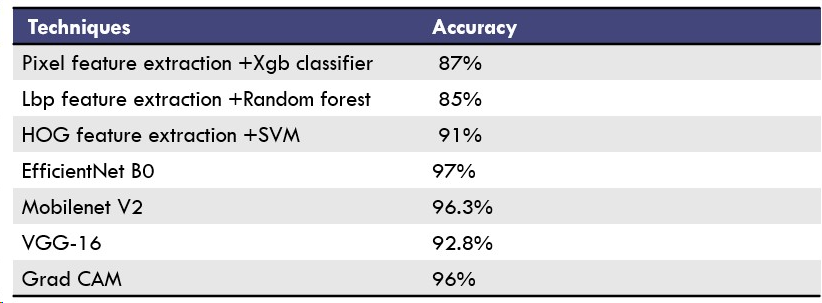 Techniques Accuracy
Pixel feature extraction +Xgb classifier 87%
Lbp feature extraction +Random forest 85%
HOG feature extraction +SVM 91%
EfficientNet B0 97%
Mobilenet V2 96.3%
VGG-16 92.8%
Grad CAM 96%